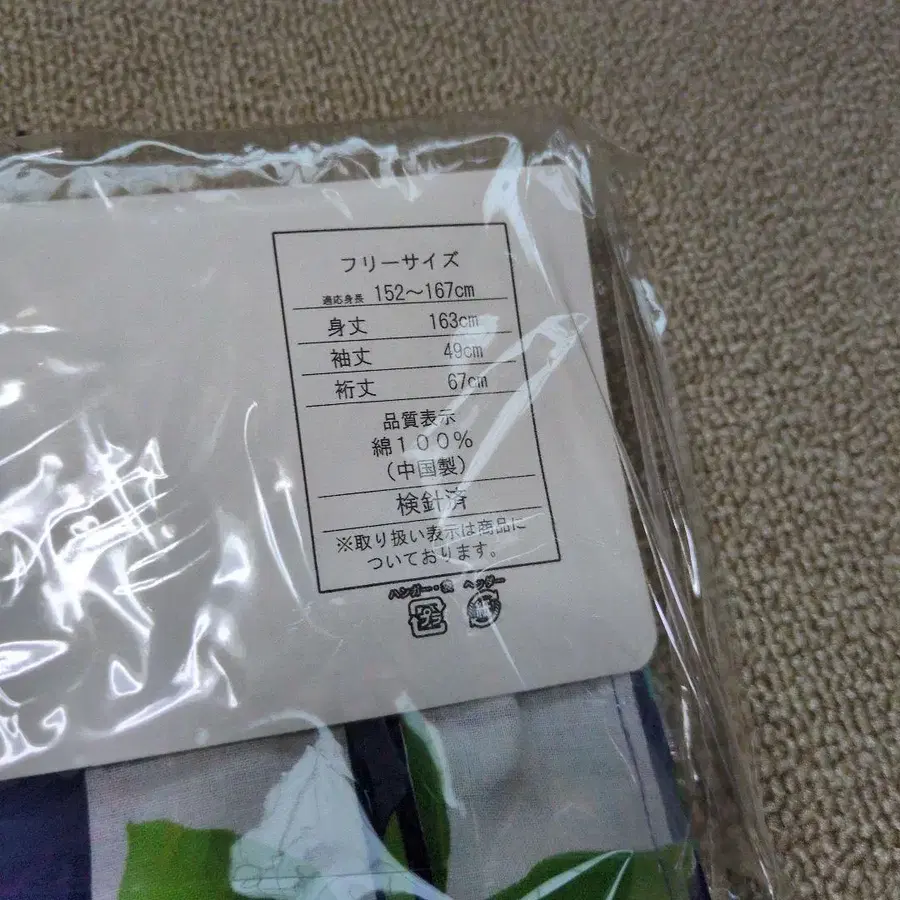 フリーサイズ
適応身長 152～167cm
身丈 163cm
袖丈 49cm
裄丈 67cm
品質表示
綿１００％
（中国製）
検針済
※取り扱い表示は商品に
ついております。
ハンガー・袋 ヘッダー
プラ 紙